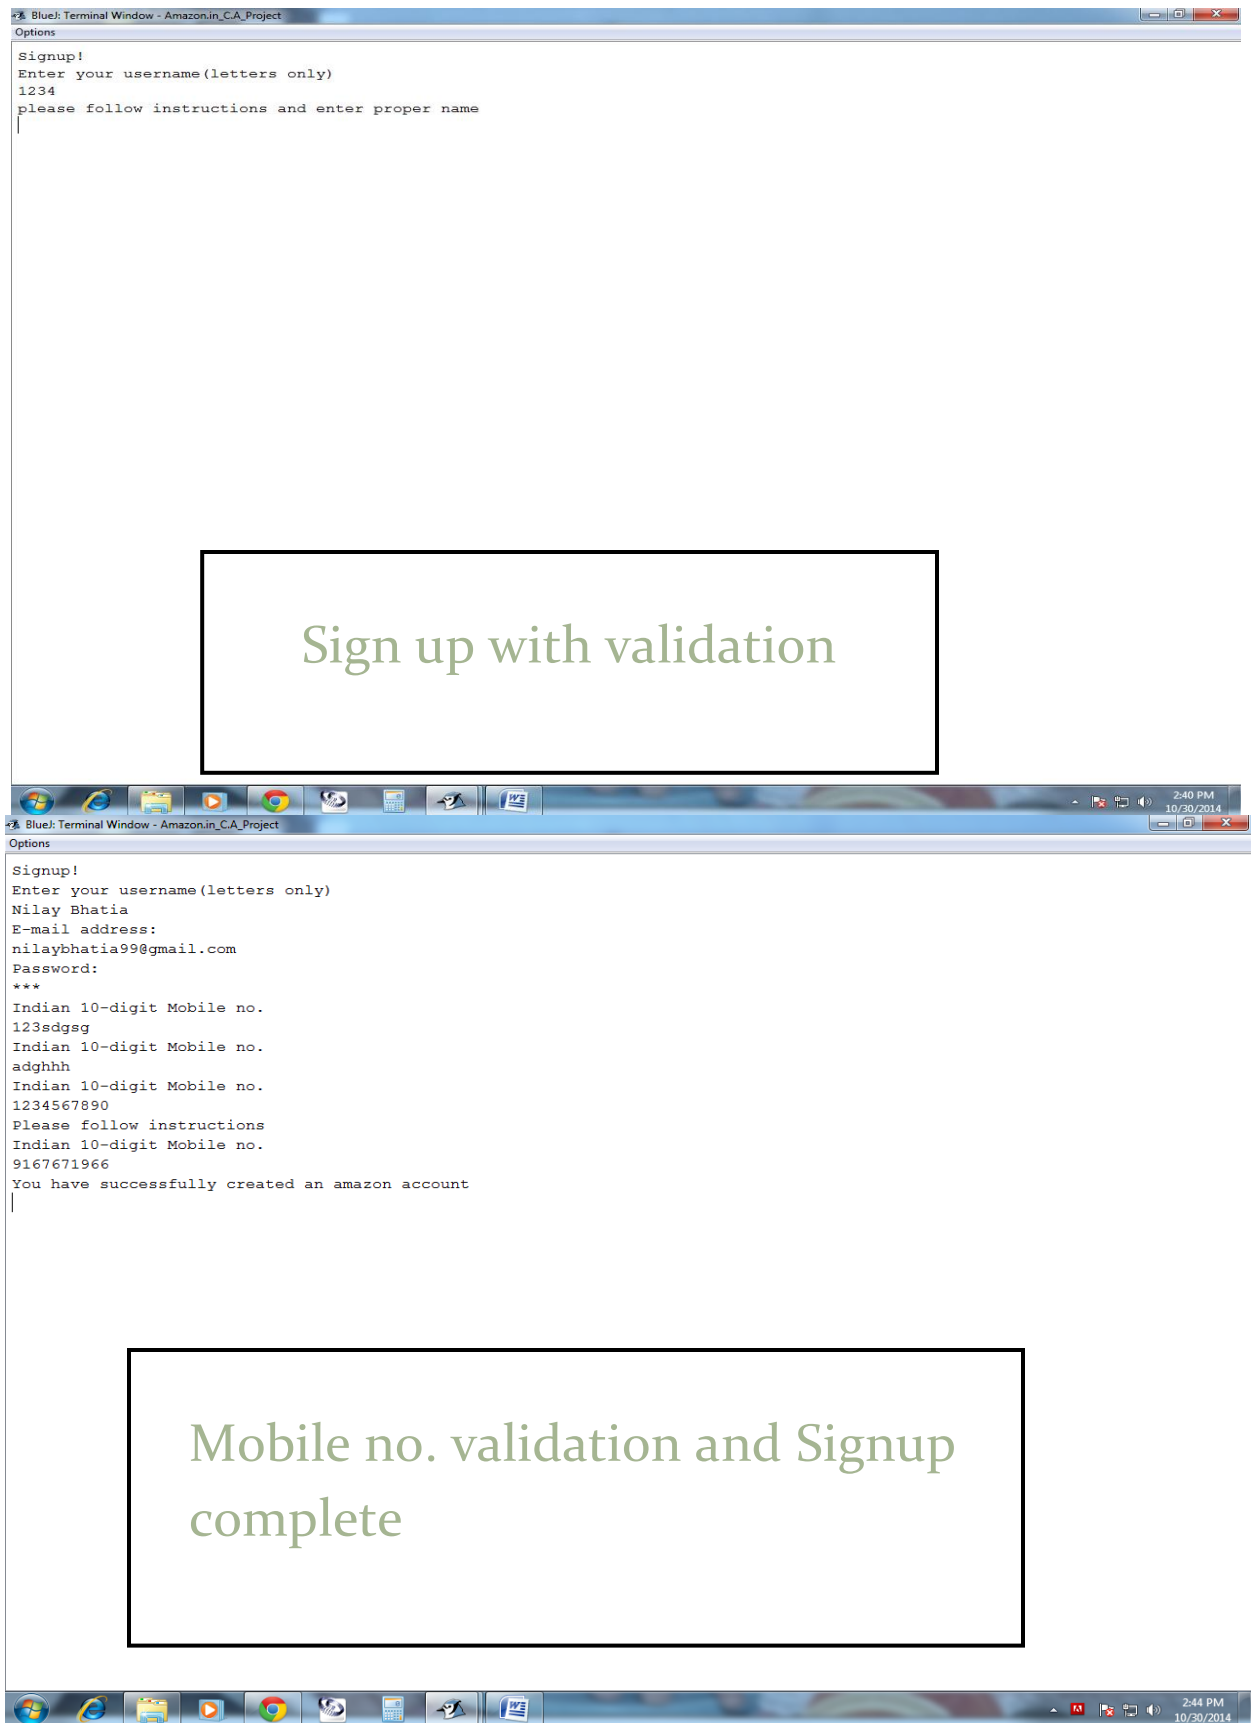 BlueJ: Terminal Window - Amazon.in_C.A_Project
Options
Signup!
Enter your username(letters only)
1234
please follow instructions and enter proper name
Sign up with validation
2:40 PM
10/30/2014
BlueJ: Terminal Window - Amazon.in_C.A_Project
Options
Signup!
Enter your username(letters only)
Nilay Bhatia
E-mail address:
nilaybhatia99@gmail.com
Password:
***
Indian 10-digit Mobile no.
123sdgsg
Indian 10-digit Mobile no.
adghhh
Indian 10-digit Mobile no.
1234567890
Please follow instructions
Indian 10-digit Mobile no.
9167671966
You have successfully created an amazon account
Mobile no. validation and Signup
complete
2:44 PM
10/30/2014